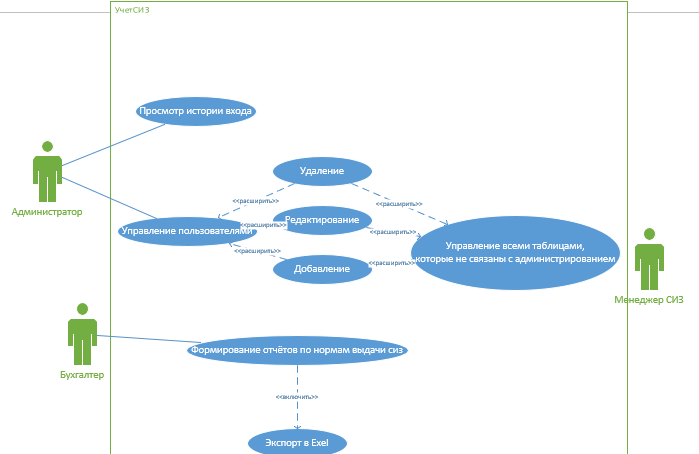 УчетСИЗ
Просмотр истории входа
Администратор
Удаление
<<расширить>>
<<расширить>>
Редактирование
Управление пользователями
<<расширить>>
<<расширить>>
Управление всеми таблицами,
которые не связаны с администрированием
<<расширить>>
Добавление
<<расширить>>
Менеджер СИЗ
Формирование отчётов по нормам выдачи сиз
Бухгалтер
<<включить>>
Экспорт в Exel